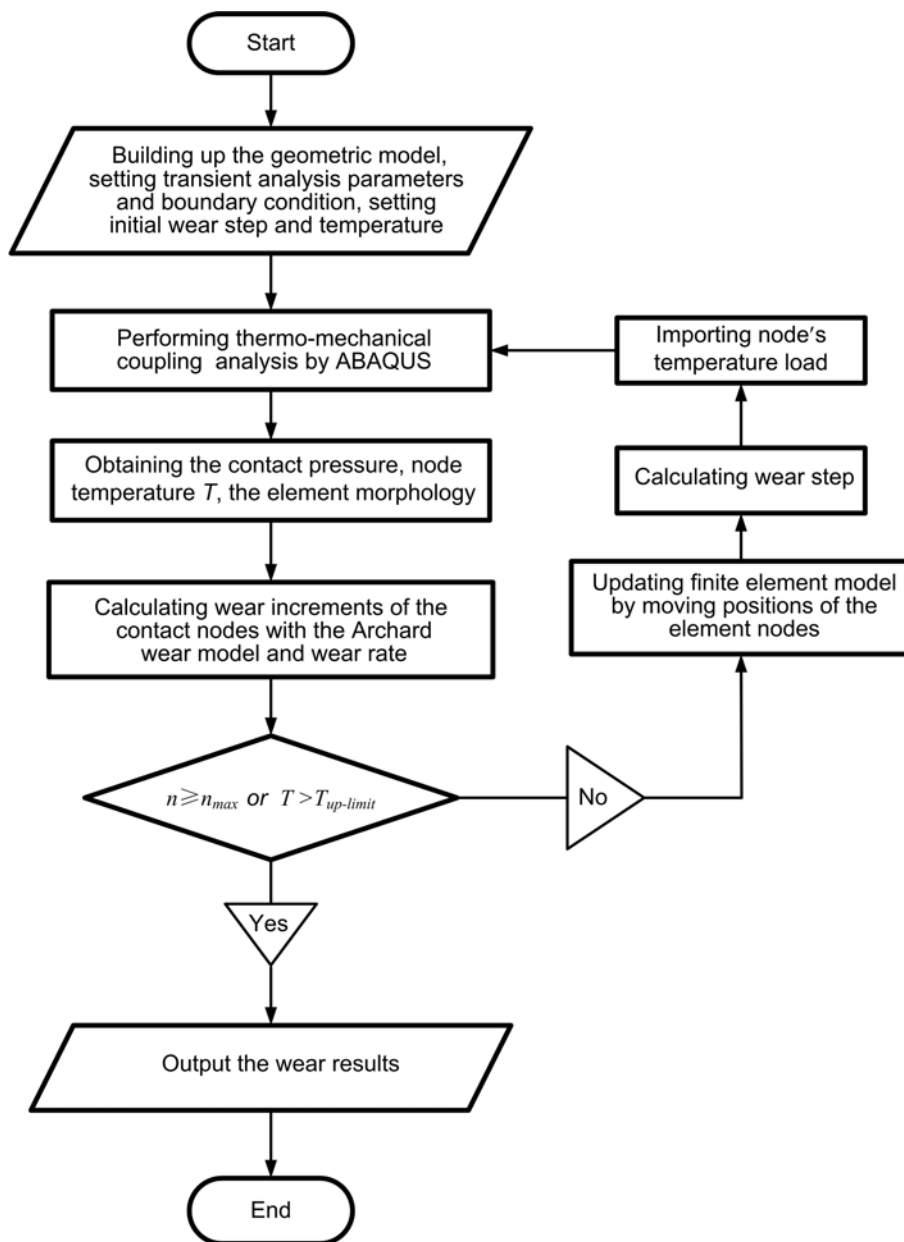 Start
Building up the geometric model,
setting transient analysis parameters
and boundary condition, setting
initial wear step and temperature
Performing thermo-mechanical
coupling analysis by ABAQUS
Importing node's
temperature load
Obtaining the contact pressure, node
temperature T, the element morphology
Calculating wear step
Calculating wear increments of the
contact nodes with the Archard
wear model and wear rate
Updating finite element model
by moving positions of the
element nodes
n≥nmax or T>Tup-limit
No
Yes
Output the wear results
End